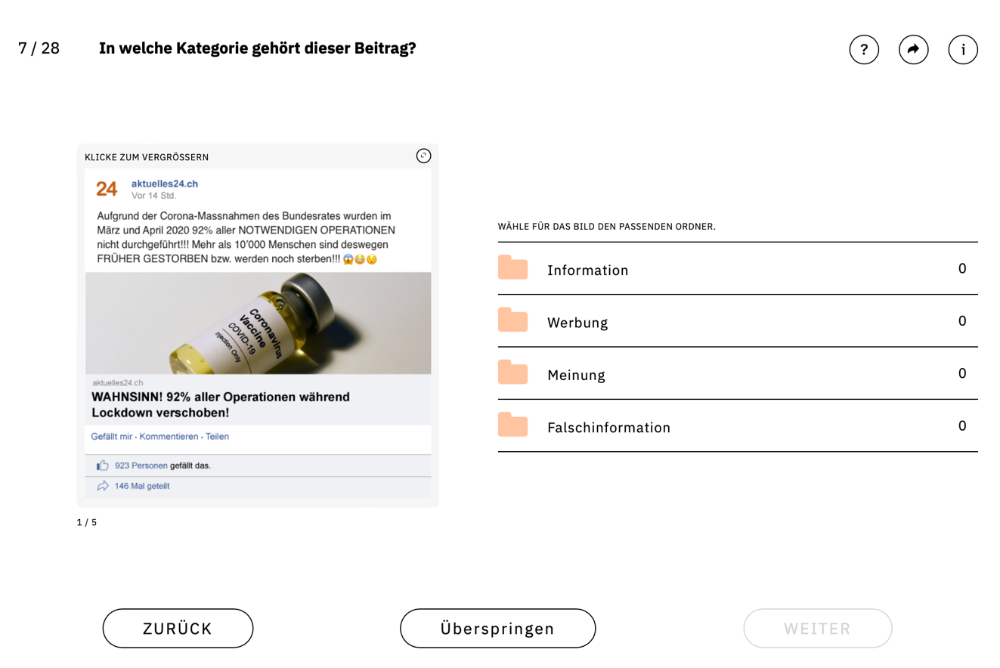 7 / 28
In welche Kategorie gehört dieser Beitrag?
?
i
KLICKE ZUM VERGRÖSSERN
24
aktuelles24.ch
Vor 14 Std.
Aufgrund der Corona-Massnahmen des Bundesrates wurden im
März und April 2020 92% aller NOTWENDIGEN OPERATIONEN
nicht durchgeführt!!! Mehr als 10'000 Menschen sind deswegen
FRÜHER GESTORBEN bzw. werden noch sterben!!! 😱😳😧
Coronavirus
Vaccine
COVID-19
Injection Only
aktuelles24.ch
WAHNSINN! 92% aller Operationen während
Lockdown verschoben!
Gefällt mir · Kommentieren · Teilen
923 Personen gefällt das.
146 Mal geteilt
1 / 5
WÄHLE FÜR DAS BILD DEN PASSENDEN ORDNER.
Information 0
Werbung 0
Meinung 0
Falschinformation 0
ZURÜCK
Überspringen
WEITER